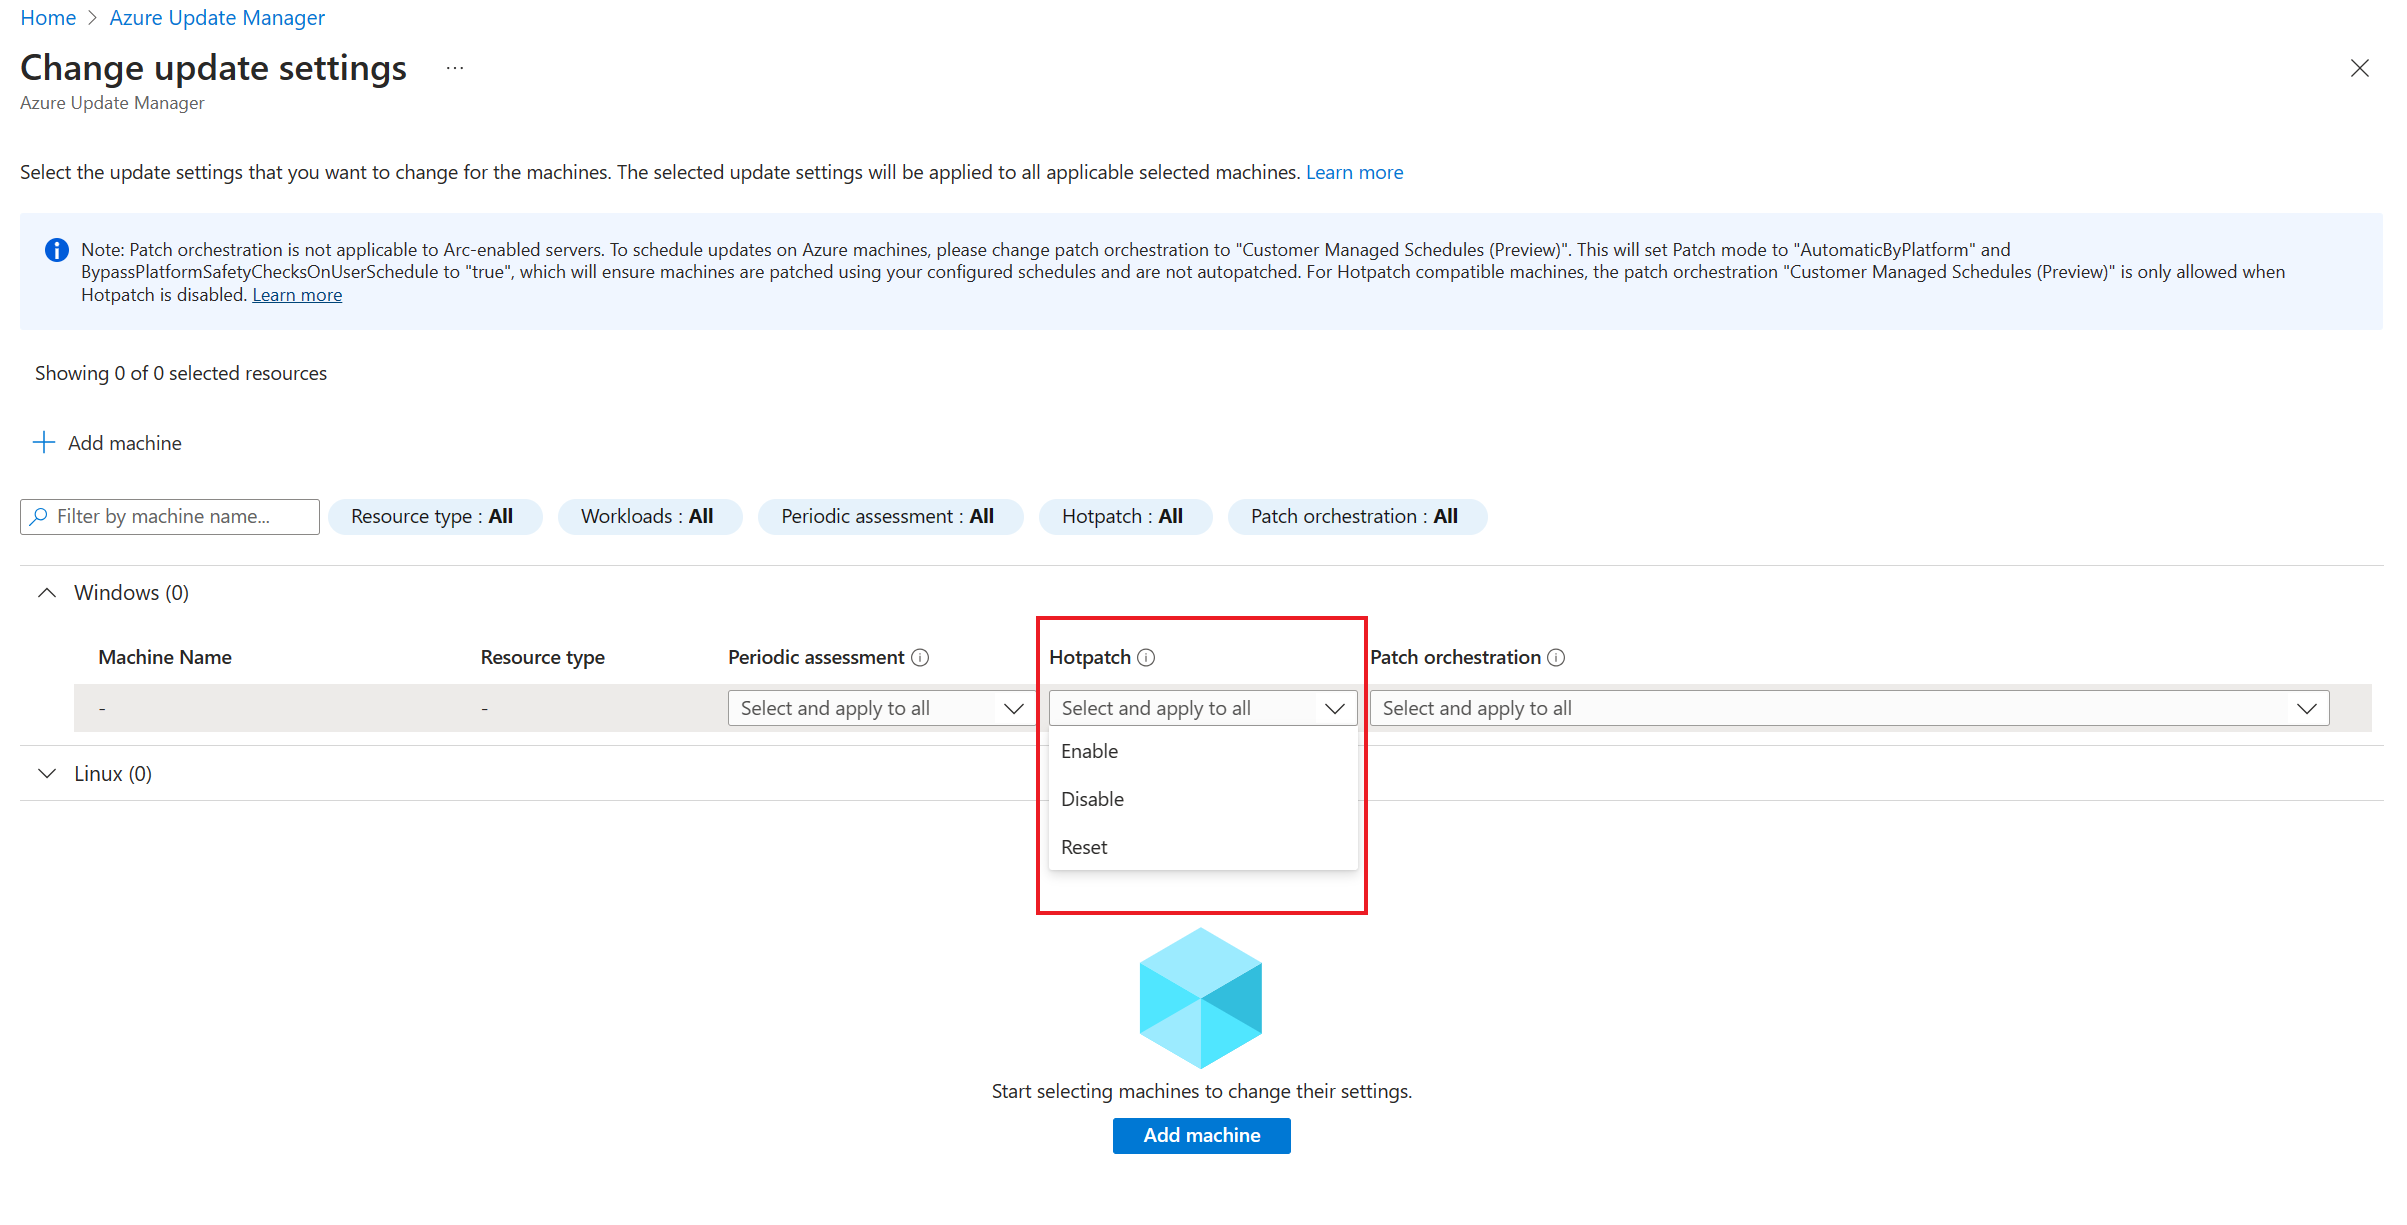 Home > Azure Update Manager
Change update settings ...
Azure Update Manager
Select the update settings that you want to change for the machines. The selected update settings will be applied to all applicable selected machines. Learn more
Note: Patch orchestration is not applicable to Arc-enabled servers. To schedule updates on Azure machines, please change patch orchestration to "Customer Managed Schedules (Preview)". This will set Patch mode to "AutomaticByPlatform" and
BypassPlatformSafetyChecksOnUserSchedule to "true", which will ensure machines are patched using your configured schedules and are not autopatched. For Hotpatch compatible machines, the patch orchestration "Customer Managed Schedules (Preview)" is only allowed when
Hotpatch is disabled. Learn more
Showing 0 of 0 selected resources
Add machine
Filter by machine name... Resource type : All Workloads : All Periodic assessment : All Hotpatch : All Patch orchestration : All
Windows (0)
Machine Name Resource type Periodic assessment Hotpatch Patch orchestration
- - Select and apply to all Select and apply to all Select and apply to all
Enable
Linux (0)
Disable
Reset
Start selecting machines to change their settings.
Add machine